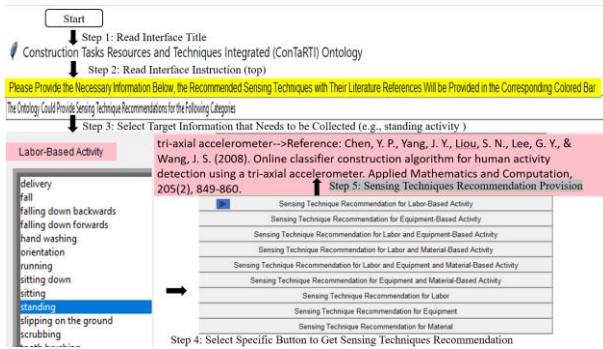 Start
Step 1: Read Interface Title
Construction Tasks Resources and Techniques Integrated (ConTaRTI) Ontology
Step 2: Read Interface Instruction (top)
Please Provide the Necessary Information Below, the Recommended Sensing Techniques with Their Literature References Will be Provided in the Corresponding Colored Bar
The Ontology Could Provide Sensing Technique Recommendations for the Following Categories
Step 3: Select Target Information that Needs to be Collected (e.g., standing activity )
Labor-Based Activity
tri-axial accelerometer-->Reference: Chen, Y. P., Yang, J. Y., Liou, S. N., Lee, G. Y., &
Wang, J. S. (2008). Online classifier construction algorithm for human activity
detection using a tri-axial accelerometer. Applied Mathematics and Computation,
205(2), 849-860.
Step 5: Sensing Techniques Recommendation Provision
delivery
fall
falling down backwards
falling down forwards
hand washing
orientation
running
sitting down
sitting
standing
slipping on the ground
scrubbing
tooth brushing
Sensing Technique Recommendation for Labor-Based Activity
Sensing Technique Recommendation for Equipment-Based Activity
Sensing Technique Recommendation for Labor and Equipment-Based Activity
Sensing Technique Recommendation for Labor and Material-Based Activity
Sensing Technique Recommendation for Labor and Equipment and Material-Based Activity
Sensing Technique Recommendation for Equipment and Material-Based Activity
Sensing Technique Recommendation for Labor
Sensing Technique Recommendation for Equipment
Sensing Technique Recommendation for Material
Step 4: Select Specific Button to Get Sensing Techniques Recommendation